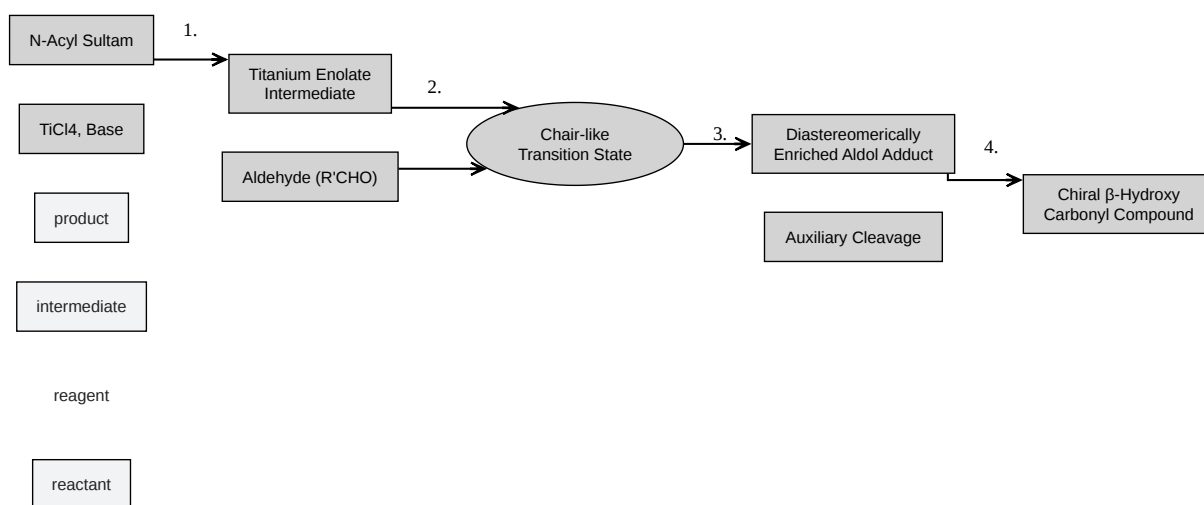 N-Acyl Sultam
1.
Titanium Enolate
Intermediate
2.
TiCl4, Base
Aldehyde (R'CHO)
Chair-like
Transition State
3.
Diastereomerically
Enriched Aldol Adduct
4.
Chiral β-Hydroxy
Carbonyl Compound
Auxiliary Cleavage
product
intermediate
reagent
reactant